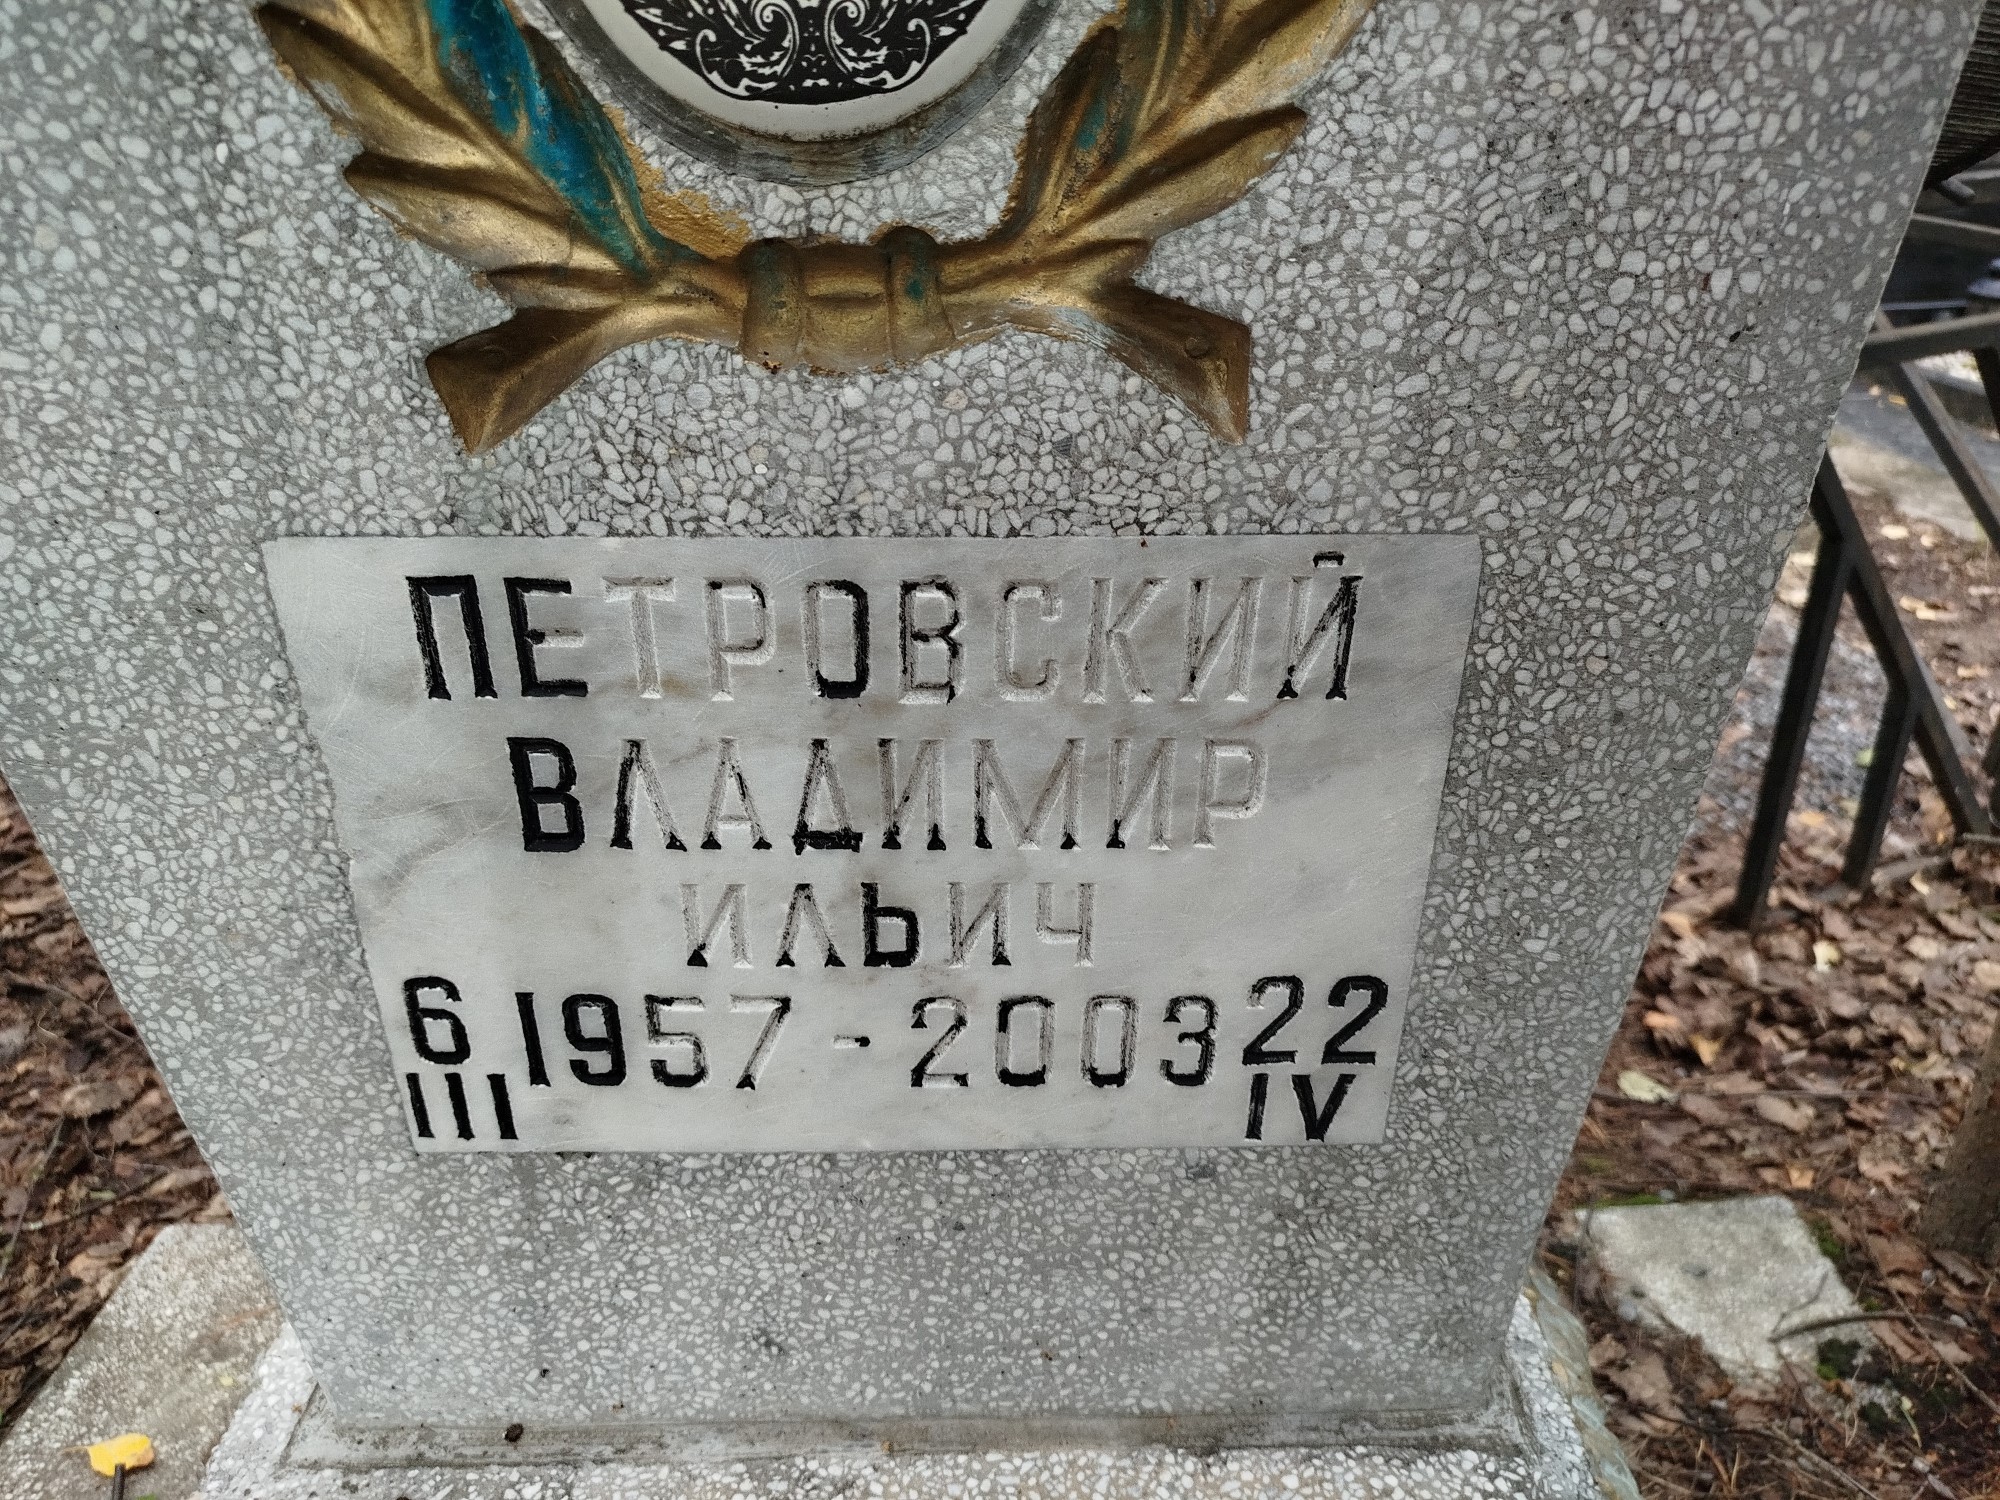 ПЕТРОВСКИЙ
ВЛАДИМИР
ИЛЬИЧ
6 III 1957 - 2003 22 IV